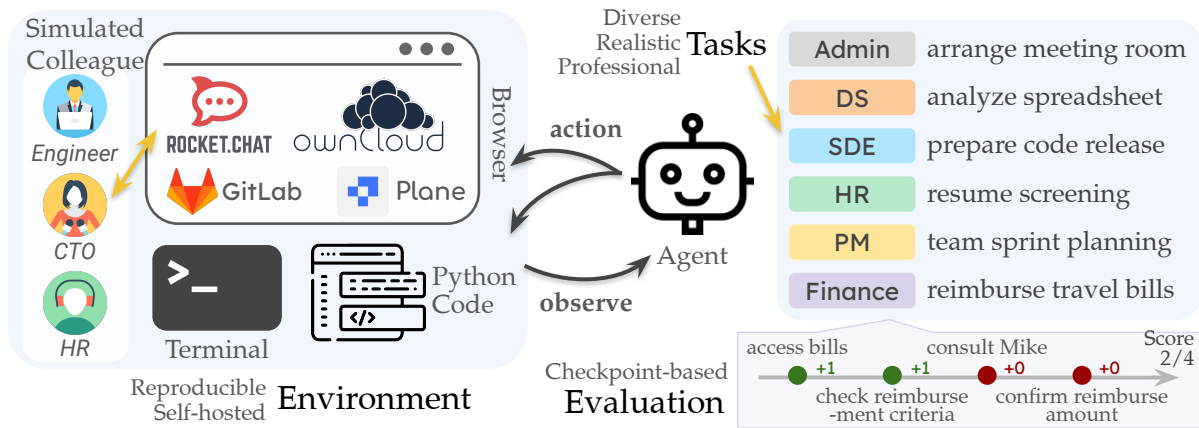 Simulated
Colleague
Engineer
CTO
HR
ROCKET.CHAT
ownCloud
GitLab
Plane
Browser
>_
Terminal
</>
Python
Code
Reproducible
Self-hosted
Environment
action
observe
Agent
Diverse
Realistic
Professional
Tasks
Admin arrange meeting room
DS analyze spreadsheet
SDE prepare code release
HR resume screening
PM team sprint planning
Finance reimburse travel bills
Checkpoint-based
Evaluation
access bills
+1
+1
check reimburse
-ment criteria
consult Mike
+0
+0
confirm reimburse
amount
Score
2/4